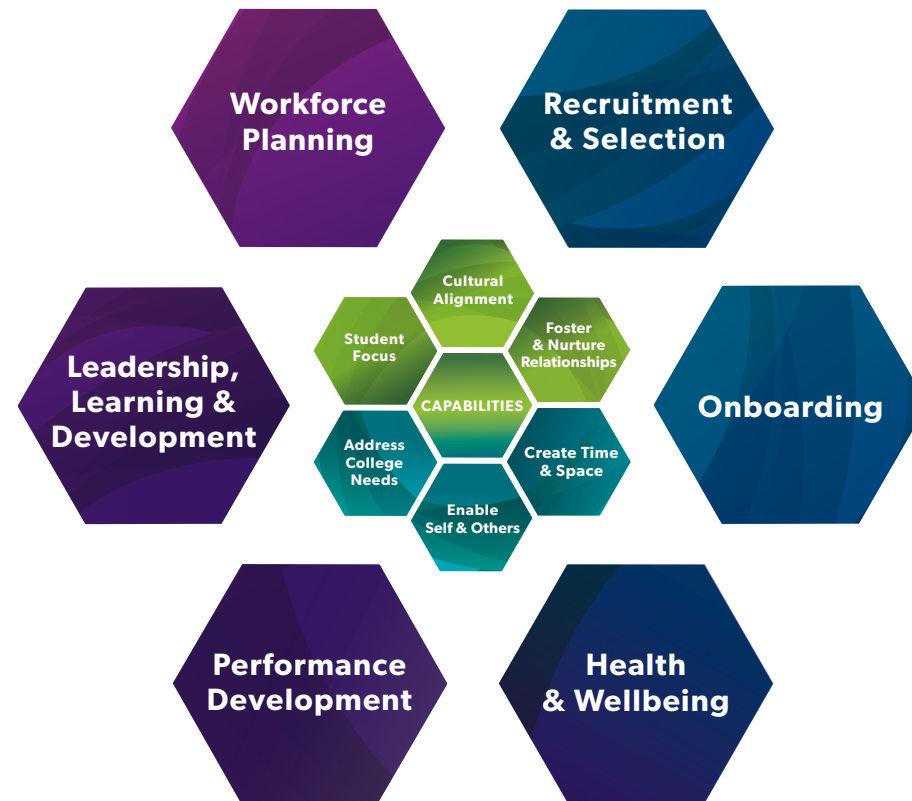 Workforce
Planning
Recruitment
& Selection
Cultural
Alignment
Student
Focus
Foster
& Nurture
Relationships
Leadership,
Learning &
Development
CAPABILITIES
Onboarding
Address
College
Needs
Create Time
& Space
Enable
Self & Others
Performance
Development
Health
& Wellbeing